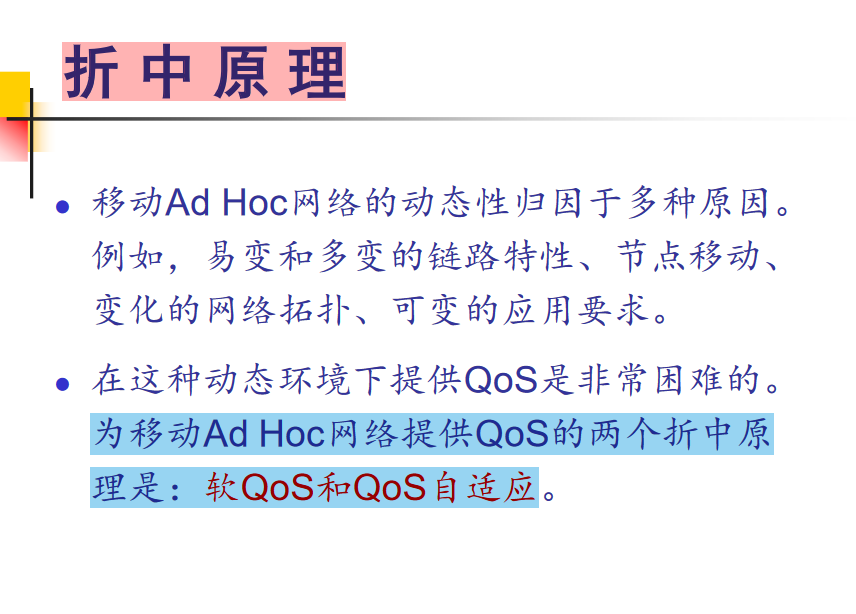 折中原理
移动Ad Hoc网络的动态性归因于多种原因。
例如，易变和多变的链路特性、节点移动、
变化的网络拓扑、可变的应用要求。
在这种动态环境下提供QoS是非常困难的。
为移动Ad Hoc网络提供QoS的两个折中原
理是：软QoS和QoS自适应。